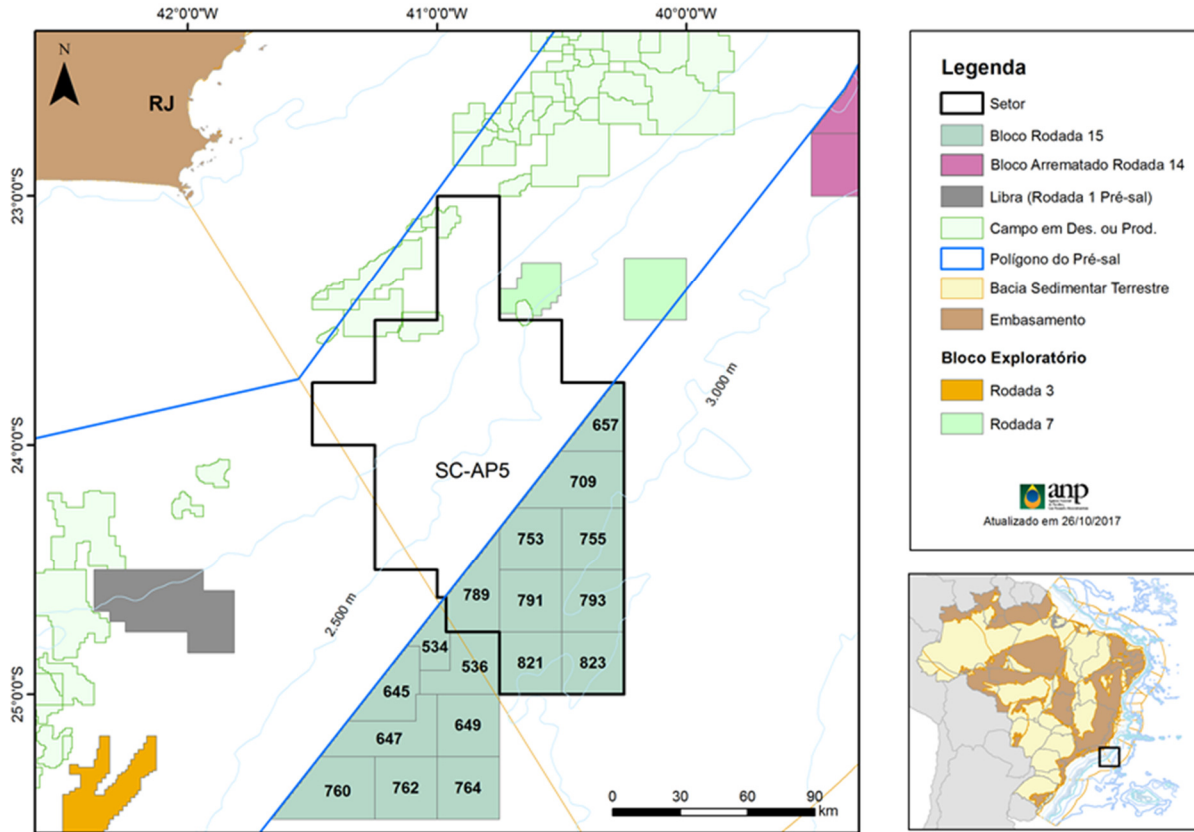 42°0'0"W
41°0'0"W
40°0'0"W
N
RJ
23°0'0"S
24°0'0"S
25°0'0"S
3.000 m
2.500 m
SC-AP5
657
709
753
755
789
791
793
534
536
821
823
645
647
649
760
762
764
0
30
60
90
km
Legenda
Setor
Bloco Rodada 15
Bloco Arrematado Rodada 14
Libra (Rodada 1 Pré-sal)
Campo em Des. ou Prod.
Polígono do Pré-sal
Bacia Sedimentar Terrestre
Embasamento
Bloco Exploratório
Rodada 3
Rodada 7
anp
Atualizado em 26/10/2017